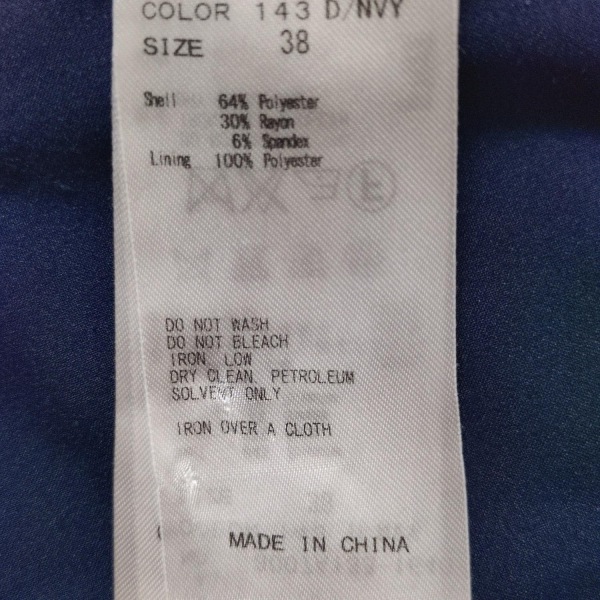 COLOR 143 D/NVY
SIZE 38
Shell 64% Polyester
30% Rayon
6% Spandex
Lining 100% Polyester
DO NOT WASH
DO NOT BLEACH
IRON, LOW
DRY CLEAN, PETROLEUM
SOLVENT ONLY
IRON OVER A CLOTH
MADE IN CHINA